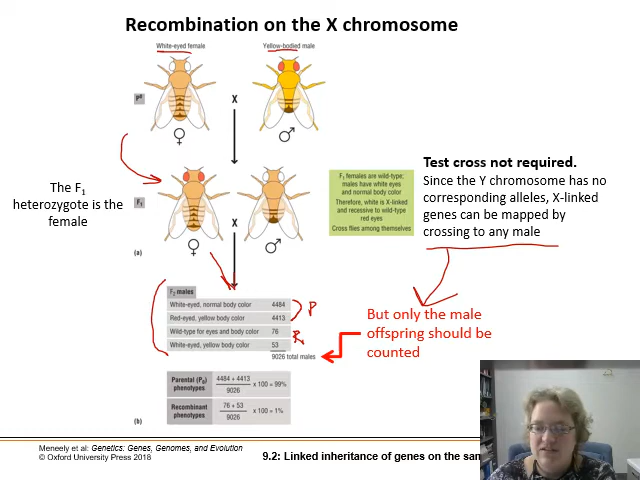 Recombination on the X chromosome
White-eyed female
Yellow-bodied male
P⁰
X
♀
♂
The F₁
heterozygote is the
female
F₁
X
♀
♂
(a)
F₁ females are wild-type;
males have white eyes
and normal body color
Therefore, white is X-linked
and recessive to wild-type
red eyes
Cross flies among themselves
Test cross not required.
Since the Y chromosome has no
corresponding alleles, X-linked
genes can be mapped by
crossing to any male
F₂ males
White-eyed, normal body color 4484
Red-eyed, yellow body color 4413
Wild-type for eyes and body color 76
White-eyed, yellow body color 53
9026 total males
P
R
But only the male
offspring should be
counted
Parental (P₀) phenotypes
4484 + 4413
9026
x 100 = 99%
Recombinant phenotypes
76 + 53
9026
x 100 = 1%
(b)
Meneely et al: Genetics: Genes, Genomes, and Evolution
© Oxford University Press 2018
9.2: Linked inheritance of genes on the sam